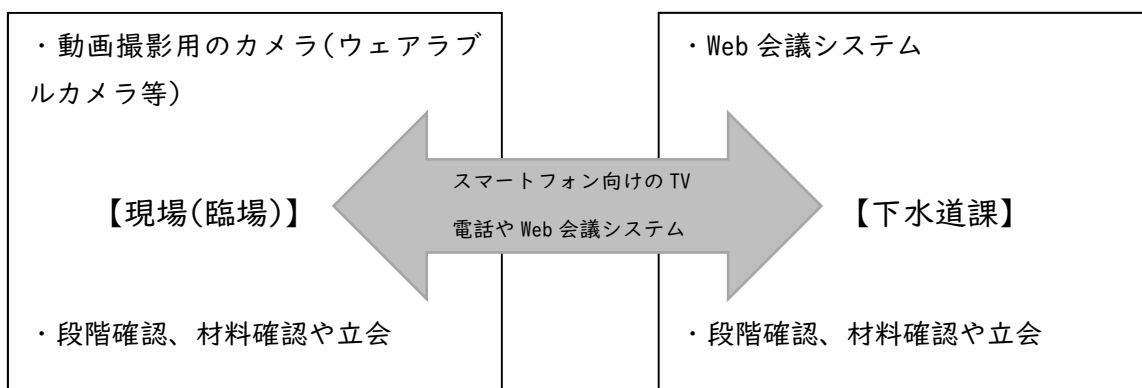 ・動画撮影用のカメラ(ウェアラブ
ルカメラ等)
【現場(臨場)】
・段階確認、材料確認や立会
スマートフォン向けの TV
電話や Web 会議システム
・Web 会議システム
【下水道課】
・段階確認、材料確認や立会